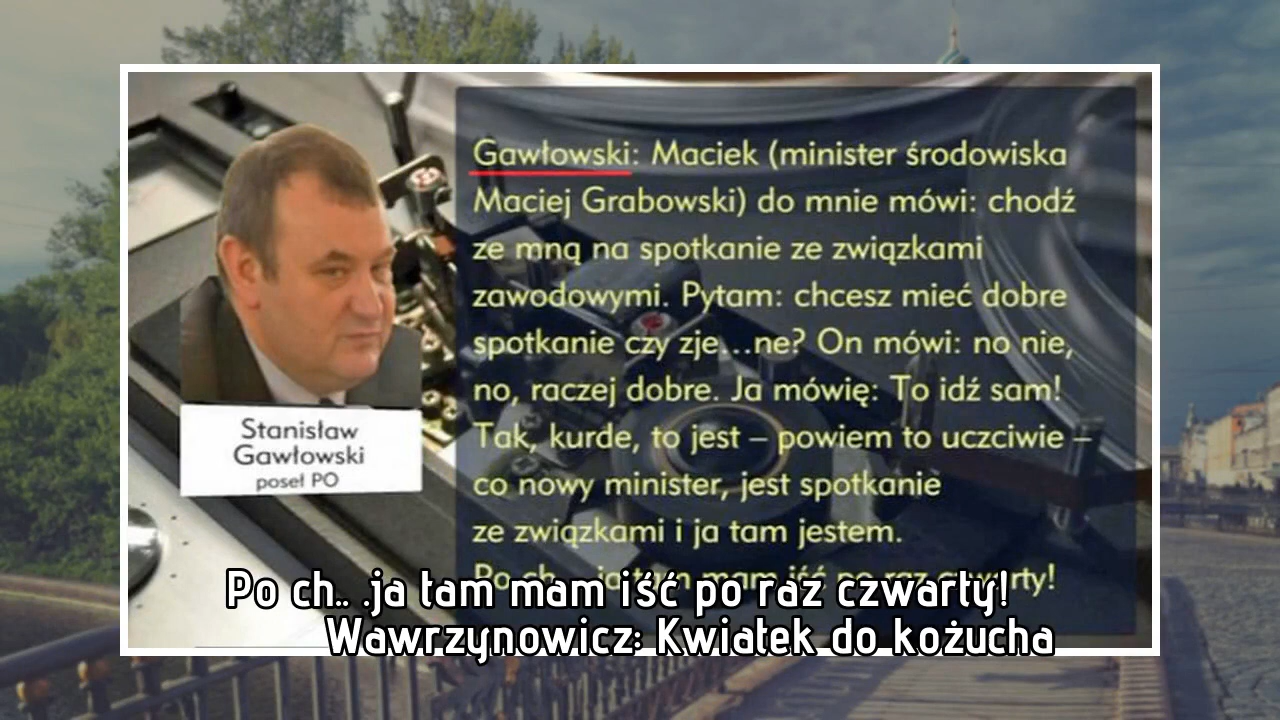 Gawłowski: Maciek (minister środowiska
Maciej Grabowski) do mnie mówi: chodź
ze mną na spotkanie ze związkami
zawodowymi. Pytam: chcesz mieć dobre
spotkanie czy zje...ne? On mówi: no nie,
no, raczej dobre. Ja mówię: To idź sam!
Tak, kurde, to jest – powiem to uczciwie –
co nowy minister, jest spotkanie
ze związkami i ja tam jestem.
Stanisław
Gawłowski
poseł PO
Po ch.. .ja tam mam iść po raz czwarty!
Wawrzynowicz: Kwiatek do kożucha